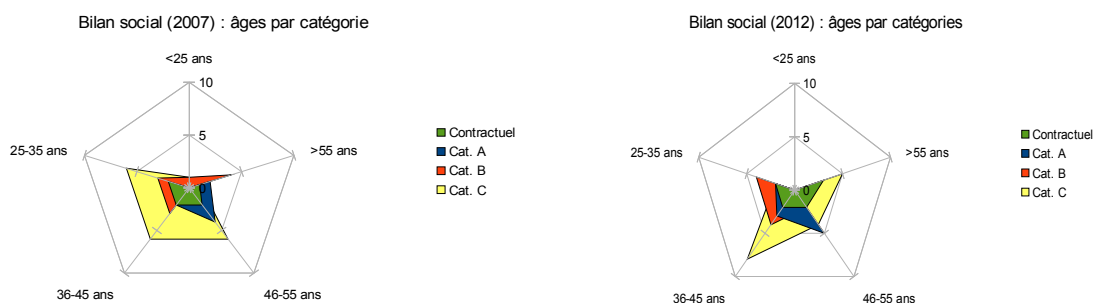 Bilan social (2007) : âges par catégorie
<25 ans
10
5
0
25-35 ans
>55 ans
36-45 ans
46-55 ans
Contractuel
Cat. A
Cat. B
Cat. C
Bilan social (2012) : âges par catégories
<25 ans
10
5
0
25-35 ans
>55 ans
36-45 ans
46-55 ans
Contractuel
Cat. A
Cat. B
Cat. C